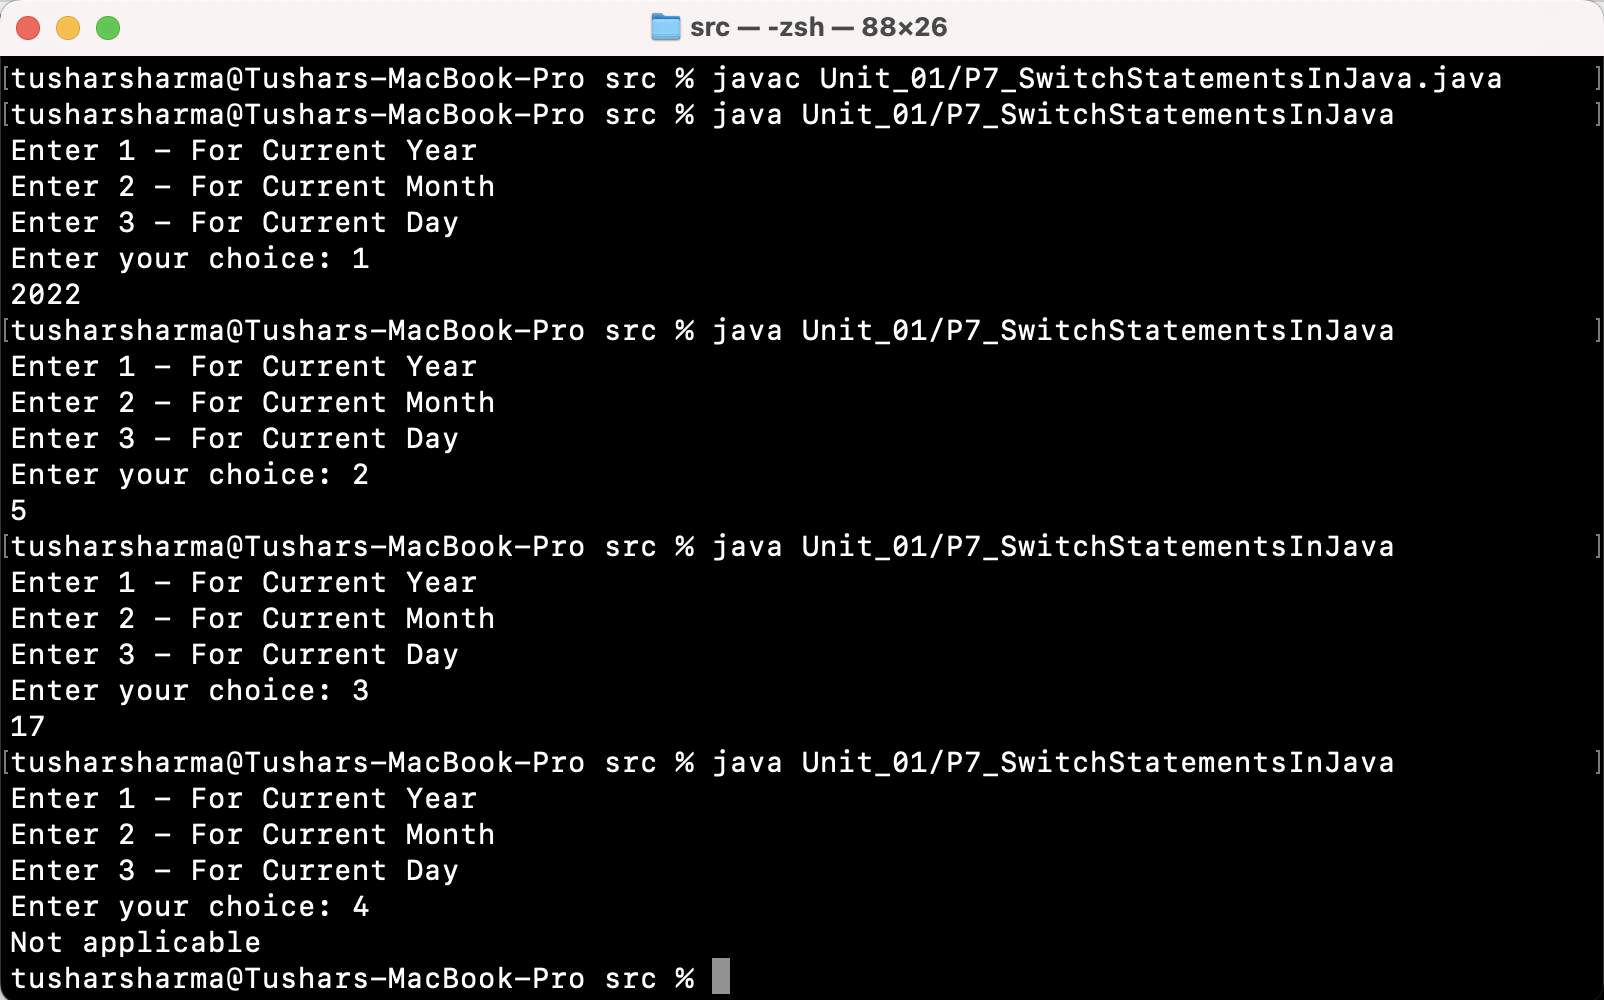 src — -zsh — 88×26
[tusharsharma@Tushars-MacBook-Pro src % javac Unit_01/P7_SwitchStatementsInJava.java ]
[tusharsharma@Tushars-MacBook-Pro src % java Unit_01/P7_SwitchStatementsInJava ]
Enter 1 - For Current Year
Enter 2 - For Current Month
Enter 3 - For Current Day
Enter your choice: 1
2022
[tusharsharma@Tushars-MacBook-Pro src % java Unit_01/P7_SwitchStatementsInJava ]
Enter 1 - For Current Year
Enter 2 - For Current Month
Enter 3 - For Current Day
Enter your choice: 2
5
[tusharsharma@Tushars-MacBook-Pro src % java Unit_01/P7_SwitchStatementsInJava ]
Enter 1 - For Current Year
Enter 2 - For Current Month
Enter 3 - For Current Day
Enter your choice: 3
17
[tusharsharma@Tushars-MacBook-Pro src % java Unit_01/P7_SwitchStatementsInJava ]
Enter 1 - For Current Year
Enter 2 - For Current Month
Enter 3 - For Current Day
Enter your choice: 4
Not applicable
tusharsharma@Tushars-MacBook-Pro src %